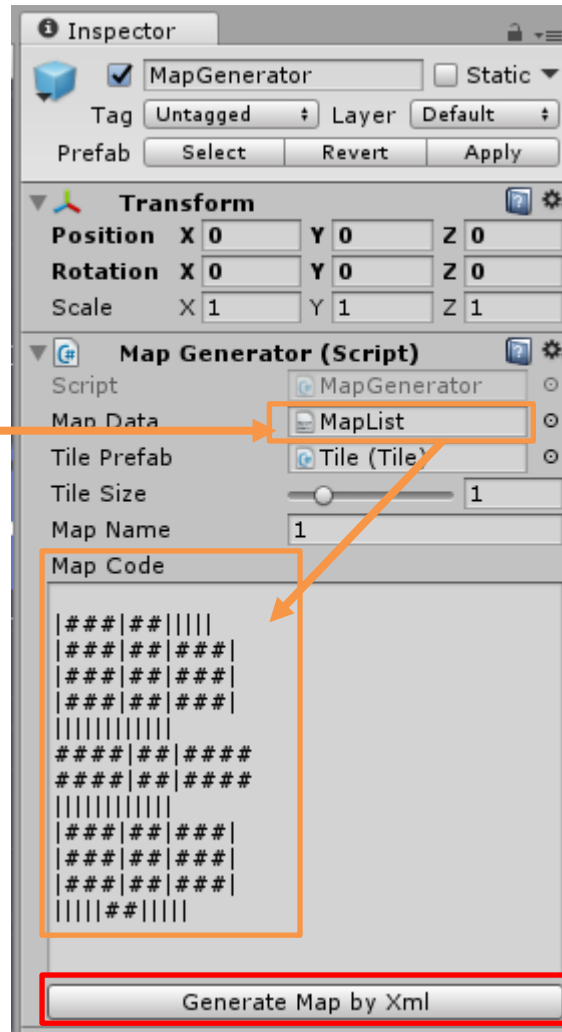 Inspector
MapGenerator Static
Tag Untagged Layer Default
Prefab Select Revert Apply
Transform
Position X 0 Y 0 Z 0
Rotation X 0 Y 0 Z 0
Scale X 1 Y 1 Z 1
Map Generator (Script)
Script MapGenerator
Map Data MapList
Tile Prefab Tile (Tile)
Tile Size 1
Map Name 1
Map Code
|###|##|||||
|###|##|###|
|###|##|###|
|###|##|###|
||||||||||||
####|##|####
####|##|####
||||||||||||
|###|##|###|
|###|##|###|
|###|##|###|
|||||##|||||
Generate Map by Xml